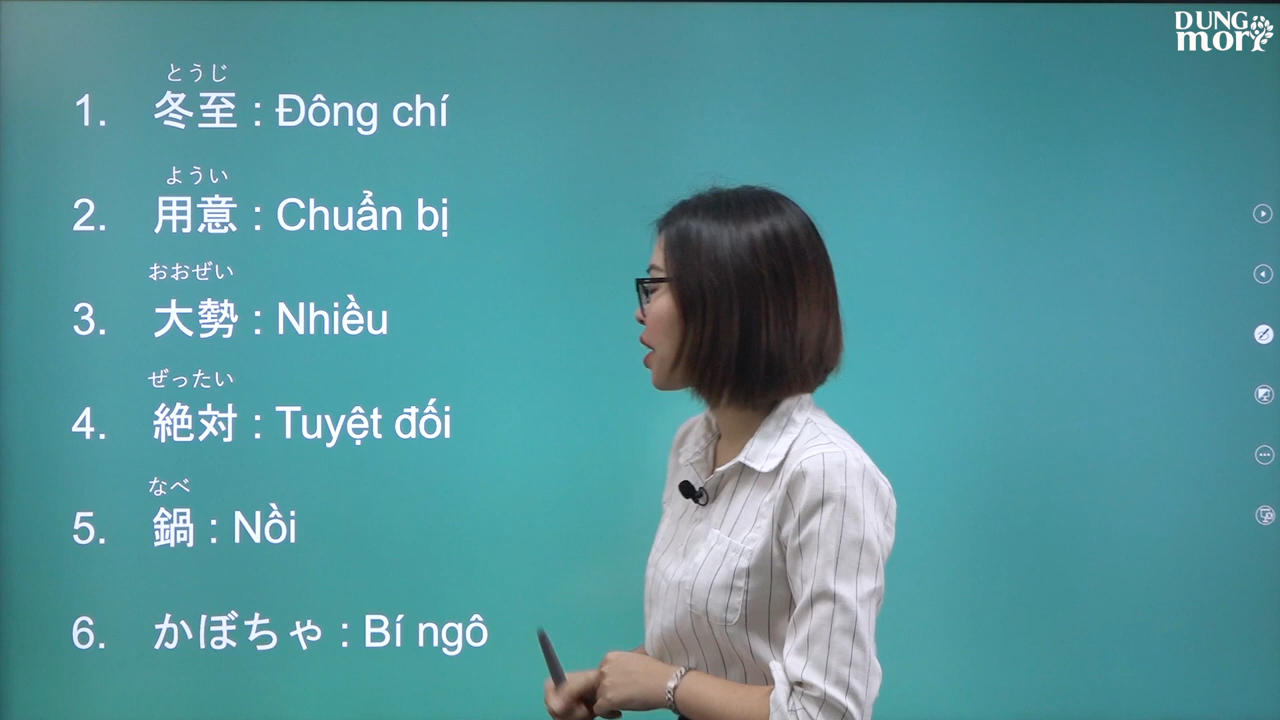 DUNG
mori
とうじ
1. 冬至 : Đông chí
ようい
2. 用意 : Chuẩn bị
おおぜい
3. 大勢 : Nhiều
ぜったい
4. 絶対 : Tuyệt đối
なべ
5. 鍋 : Nồi
6. かぼちゃ : Bí ngô